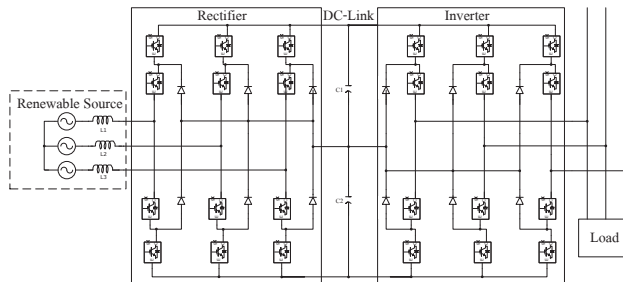 Rectifier
DC-Link
Inverter
Renewable Source
L1
L2
L3
C1
C2
Load